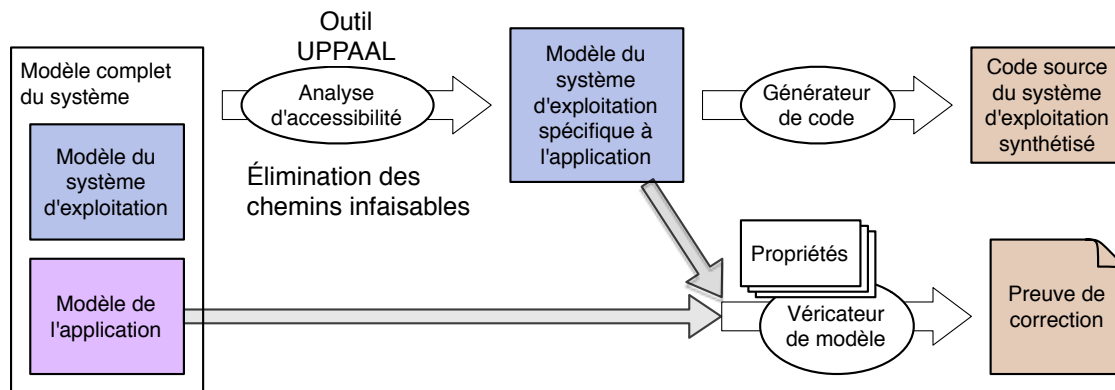 Outil
UPPAAL
Modèle complet
du système
Modèle du
système
d'exploitation
Modèle de
l'application
Analyse
d'accessibilité
Élimination des
chemins infaisables
Modèle du
système
d'exploitation
spécifique à
l'application
Générateur
de code
Code source
du système
d'exploitation
synthétisé
Propriétés
Véricateur
de modèle
Preuve de
correction